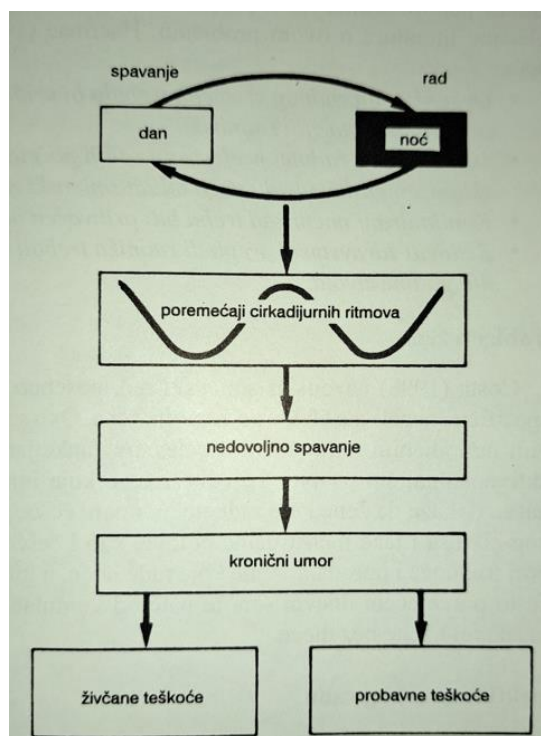 spavanje
rad
dan
noć
poremećaji cirkadijurnih ritmova
nedovoljno spavanje
kronični umor
živčane teškoće
probavne teškoće